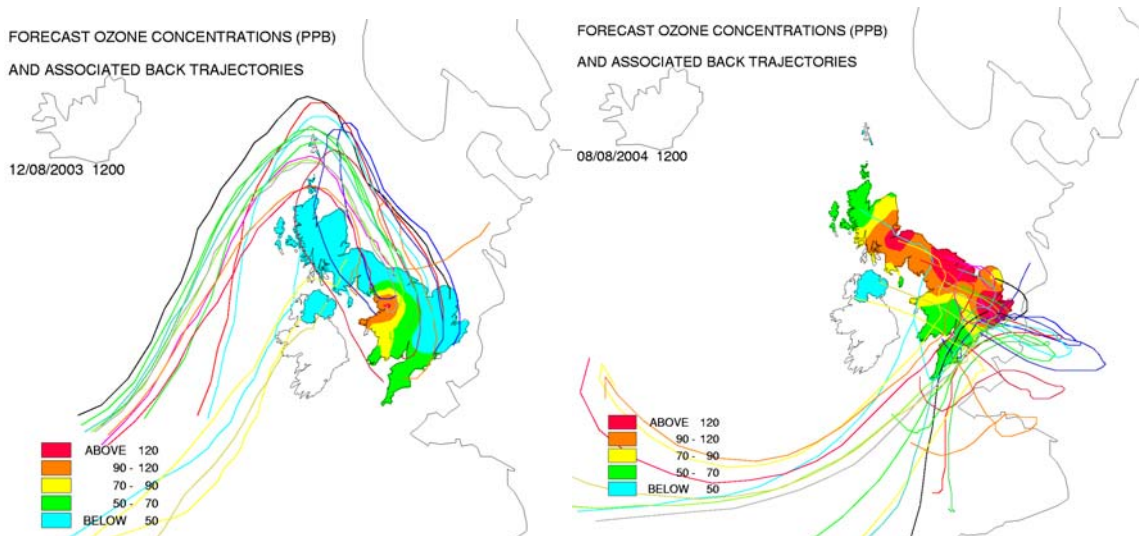 FORECAST OZONE CONCENTRATIONS (PPB)
AND ASSOCIATED BACK TRAJECTORIES
12/08/2003 1200
ABOVE 120
90 - 120
70 - 90
50 - 70
BELOW 50
FORECAST OZONE CONCENTRATIONS (PPB)
AND ASSOCIATED BACK TRAJECTORIES
08/08/2004 1200
ABOVE 120
90 - 120
70 - 90
50 - 70
BELOW 50